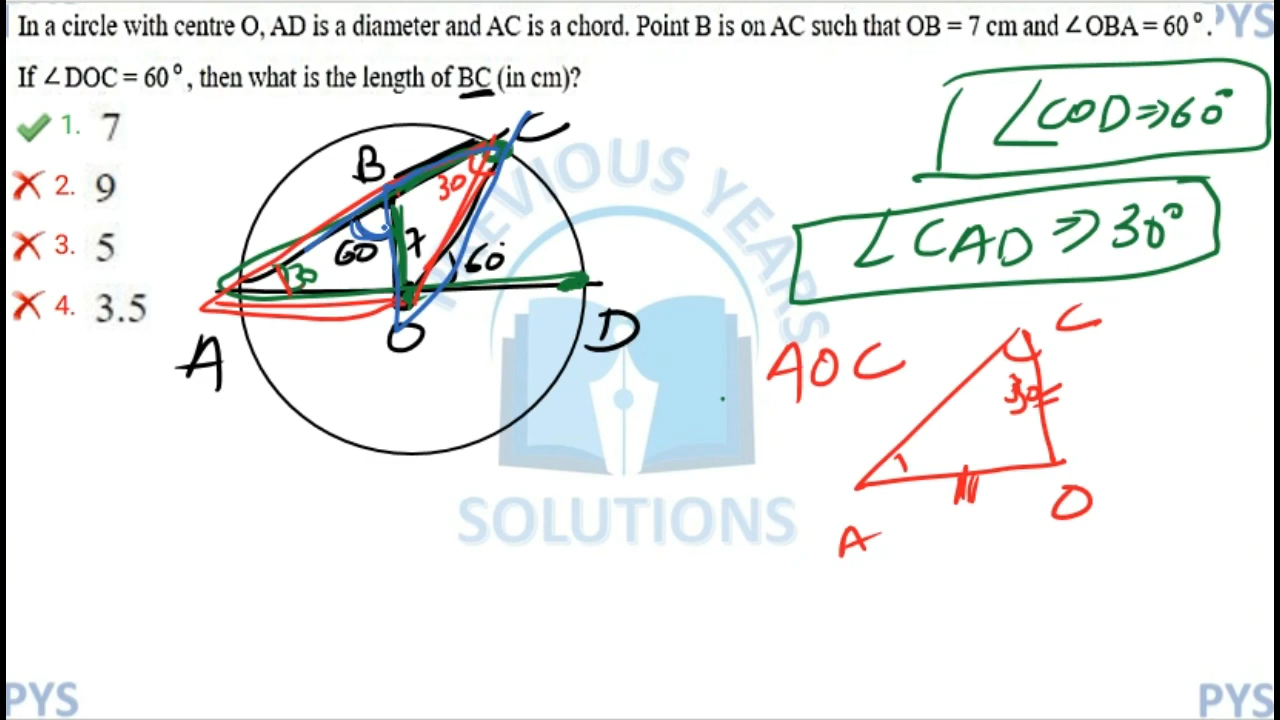 In a circle with centre O, AD is a diameter and AC is a chord. Point B is on AC such that OB = 7 cm and ∠OBA = 60°.
If ∠DOC = 60°, then what is the length of BC (in cm)?
1. 7
2. 9
3. 5
4. 3.5
PYS
∠COD⇒60°
∠CAD⇒30°
C
B
30
60
7
60°
30
O
D
A
PREVIOUS YEARS
SOLUTIONS
AOC
C
30
O
A
PYS
PYS